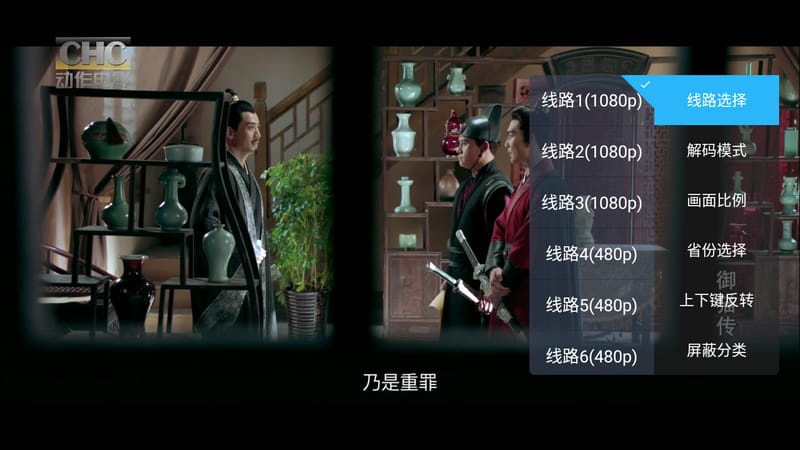 CHC
动作电影
线路1(1080p)
线路2(1080p)
线路3(1080p)
线路4(480p)
线路5(480p)
线路6(480p)
线路选择
解码模式
画面比例
省份选择
上下键反转
屏蔽分类
御猫传
乃是重罪